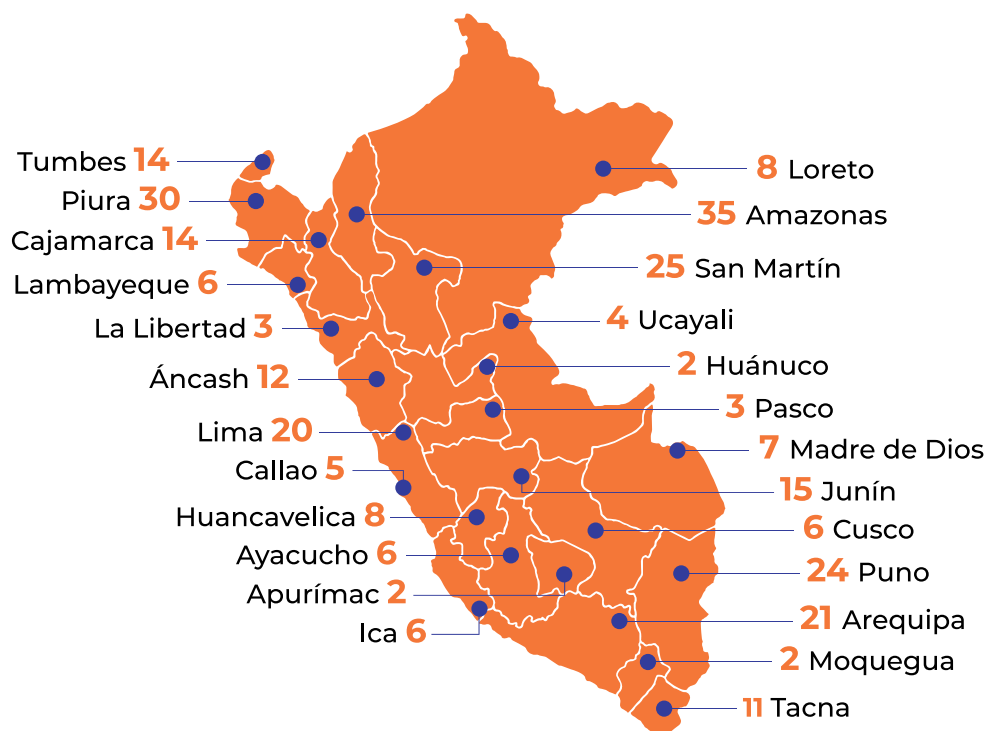 Tumbes 14
Piura 30
Cajamarca 14
Lambayeque 6
La Libertad 3
Áncash 12
Lima 20
Callao 5
Huancavelica 8
Ayacucho 6
Apurímac 2
Ica 6
8 Loreto
35 Amazonas
25 San Martín
4 Ucayali
2 Huánuco
3 Pasco
7 Madre de Dios
15 Junín
6 Cusco
24 Puno
21 Arequipa
2 Moquegua
11 Tacna